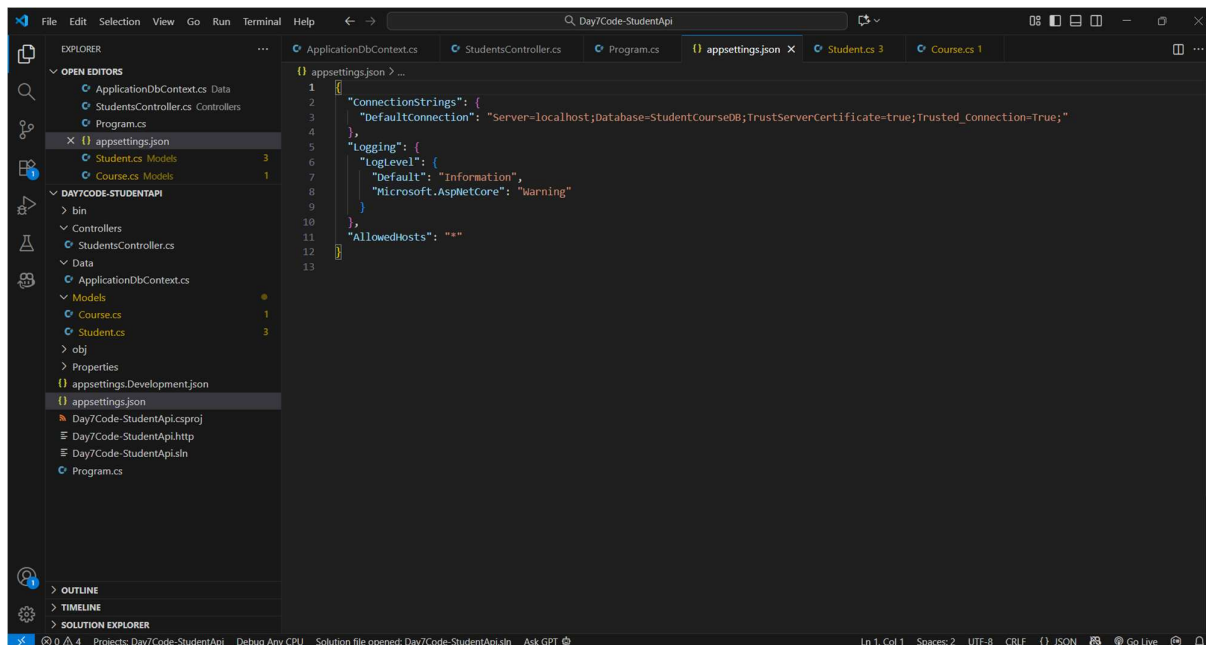 File Edit Selection View Go Run Terminal Help
Day7Code-StudentApi
EXPLORER
OPEN EDITORS
ApplicationDbContext.cs Data
StudentsController.cs Controllers
Program.cs
{} appsettings.json
Student.cs Models 3
Course.cs Models 1
DAY7CODE-STUDENTAPI
bin
Controllers
StudentsController.cs
Data
ApplicationDbContext.cs
Models
Course.cs 1
Student.cs 3
obj
Properties
{} appsettings.Development.json
{} appsettings.json
Day7Code-StudentApi.csproj
Day7Code-StudentApi.http
Day7Code-StudentApi.sln
Program.cs
OUTLINE
TIMELINE
SOLUTION EXPLORER
1
1
ApplicationDbContext.cs StudentsController.cs Program.cs {} appsettings.json Student.cs 3 Course.cs 1
{} appsettings.json > ...
1 {
2 "ConnectionStrings": {
3 "DefaultConnection": "Server=localhost;Database=StudentCourseDB;TrustServerCertificate=true;Trusted_Connection=True;"
4 },
5 "Logging": {
6 "LogLevel": {
7 "Default": "Information",
8 "Microsoft.AspNetCore": "Warning"
9 }
10 },
11 "AllowedHosts": "*"
12 }
13
0 4 Projects: Day7Code-StudentApi Debug Any CPU Solution file opened: Day7Code-StudentApi.sln Ask GPT Ln 1, Col 1 Spaces: 2 UTF-8 CRLF {} JSON Go Live